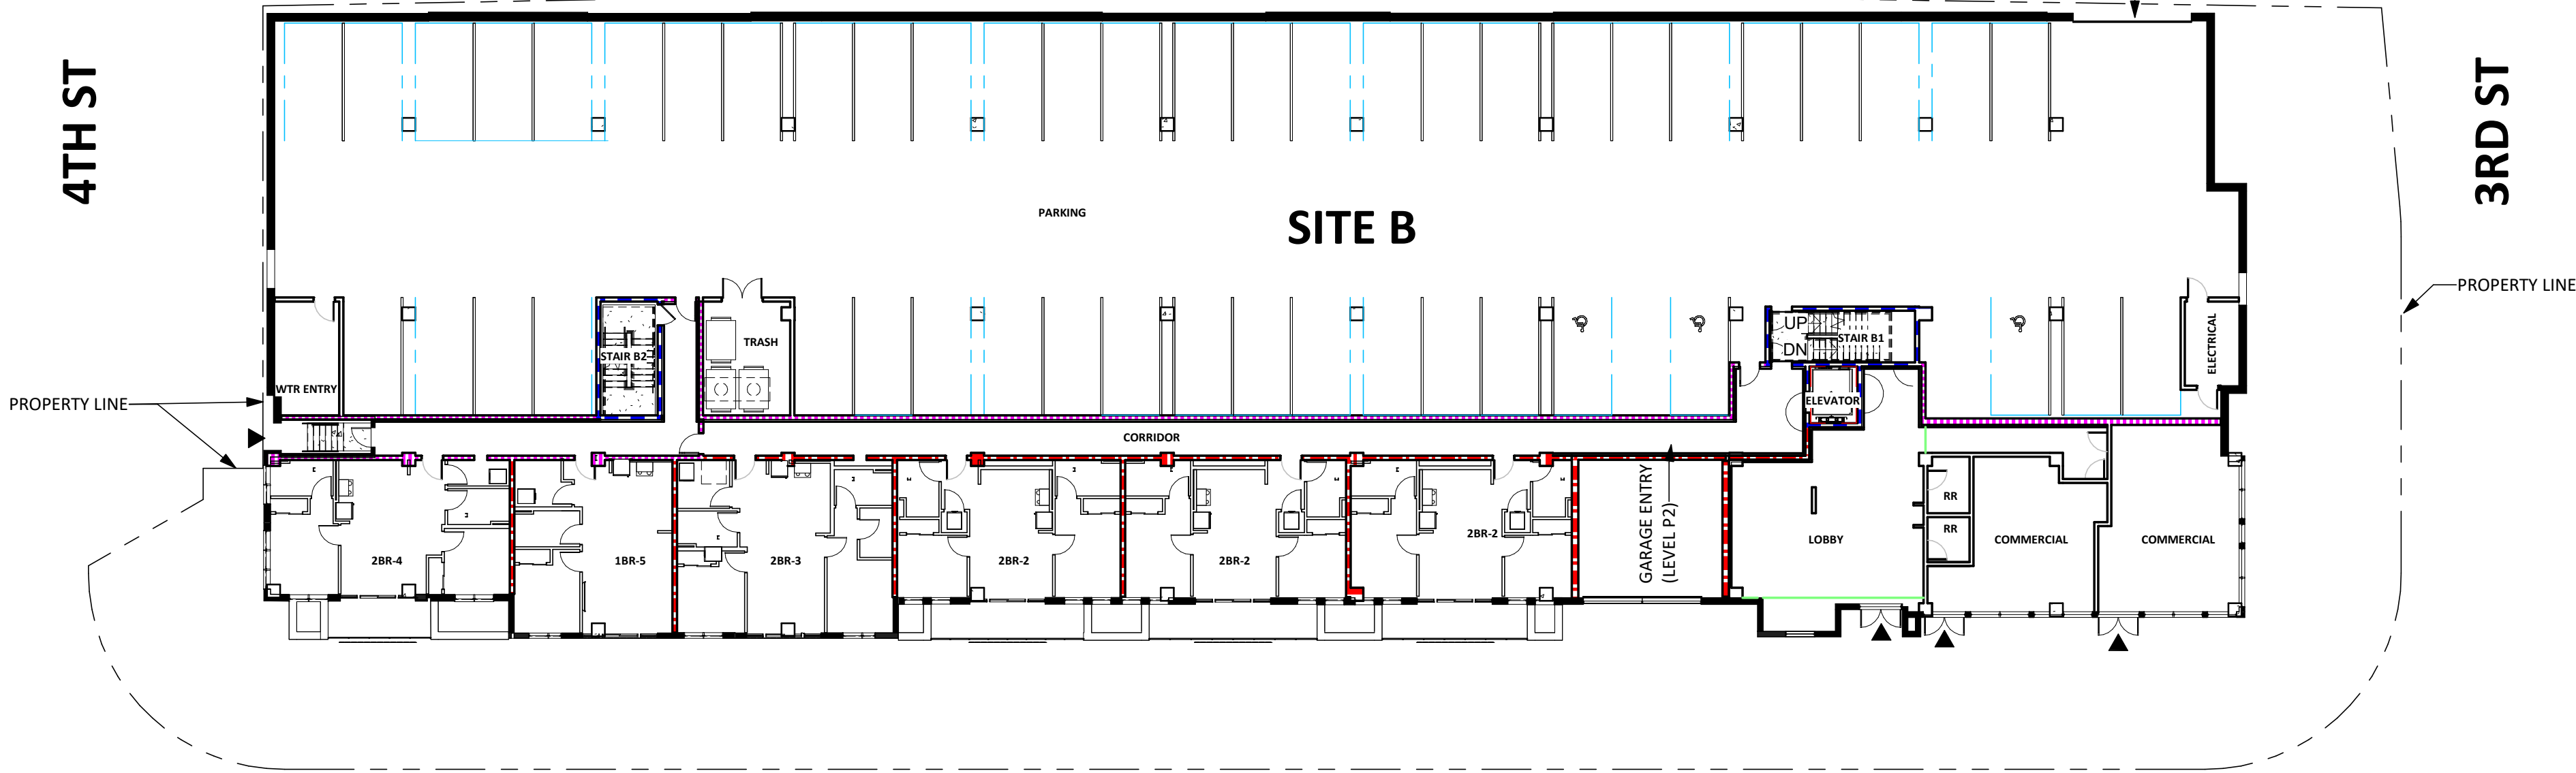 4TH ST
3RD ST
PARKING
SITE B
PROPERTY LINE
TRASH
UP
DN
STAIR B1
STAIR B2
ELECTRICAL
WTR ENTRY
ELEVATOR
PROPERTY LINE
CORRIDOR
GARAGE ENTRY
(LEVEL P2)
RR
RR
2BR-4
1BR-5
2BR-3
2BR-2
2BR-2
2BR-2
LOBBY
COMMERCIAL
COMMERCIAL